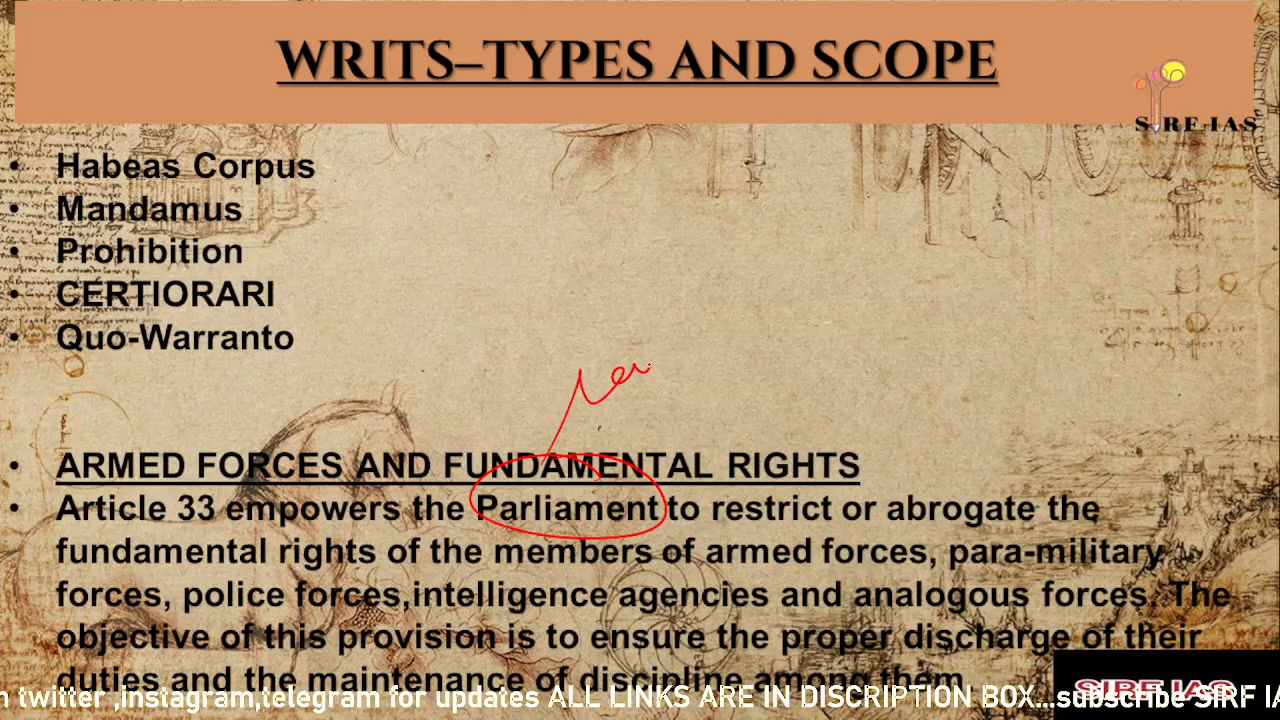 WRITS–TYPES AND SCOPE
SIRF IAS
• Habeas Corpus
• Mandamus
• Prohibition
• CERTIORARI
• Quo-Warranto
• ARMED FORCES AND FUNDAMENTAL RIGHTS
• Article 33 empowers the Parliament to restrict or abrogate the
fundamental rights of the members of armed forces, para-military
forces, police forces,intelligence agencies and analogous forces. The
objective of this provision is to ensure the proper discharge of their
duties and the maintenance of discipline among them
SIRF IAS
n twitter ,instagram,telegram for updates ALL LINKS ARE IN DISCRIPTION BOX...subscribe SIRF IA